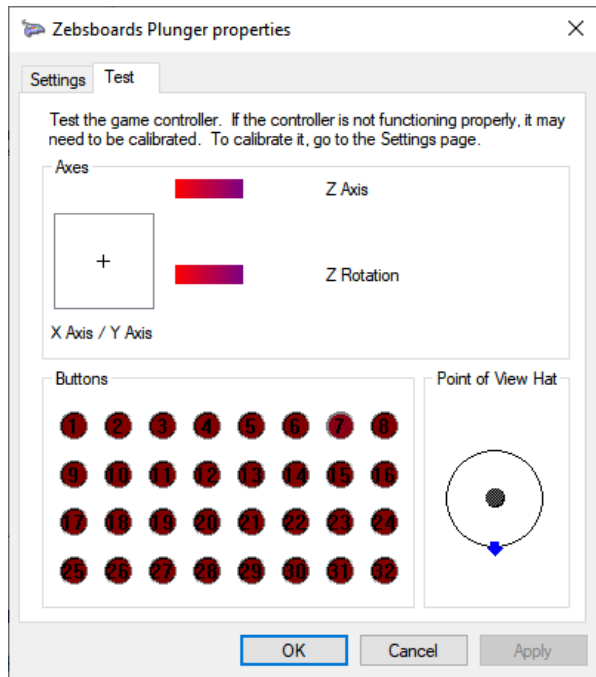 Zebsboards Plunger properties
Settings
Test
Test the game controller. If the controller is not functioning properly, it may
need to be calibrated. To calibrate it, go to the Settings page.
Axes
Z Axis
Z Rotation
X Axis / Y Axis
Buttons
Point of View Hat
1 2 3 4 5 6 7 8
9 10 11 12 13 14 15 16
17 18 19 20 21 22 23 24
25 26 27 28 29 30 31 32
OK
Cancel
Apply